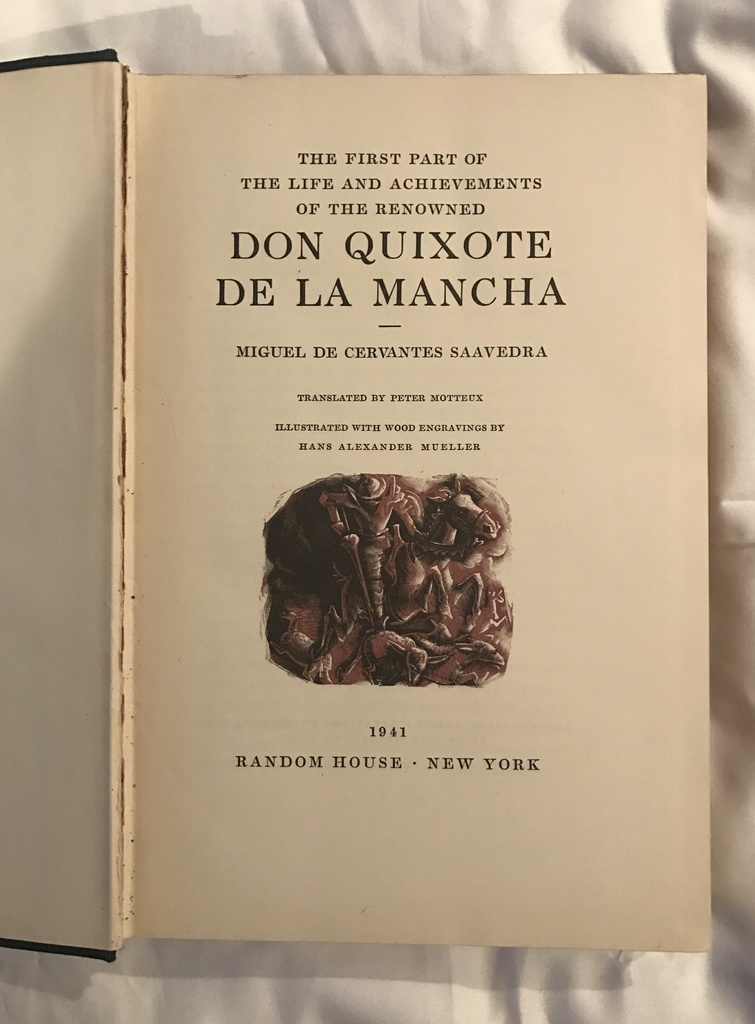 THE FIRST PART OF
THE LIFE AND ACHIEVEMENTS
OF THE RENOWNED
DON QUIXOTE
DE LA MANCHA
MIGUEL DE CERVANTES SAAVEDRA
TRANSLATED BY PETER MOTTEUX
ILLUSTRATED WITH WOOD ENGRAVINGS BY
HANS ALEXANDER MUELLER
1941
RANDOM HOUSE · NEW YORK